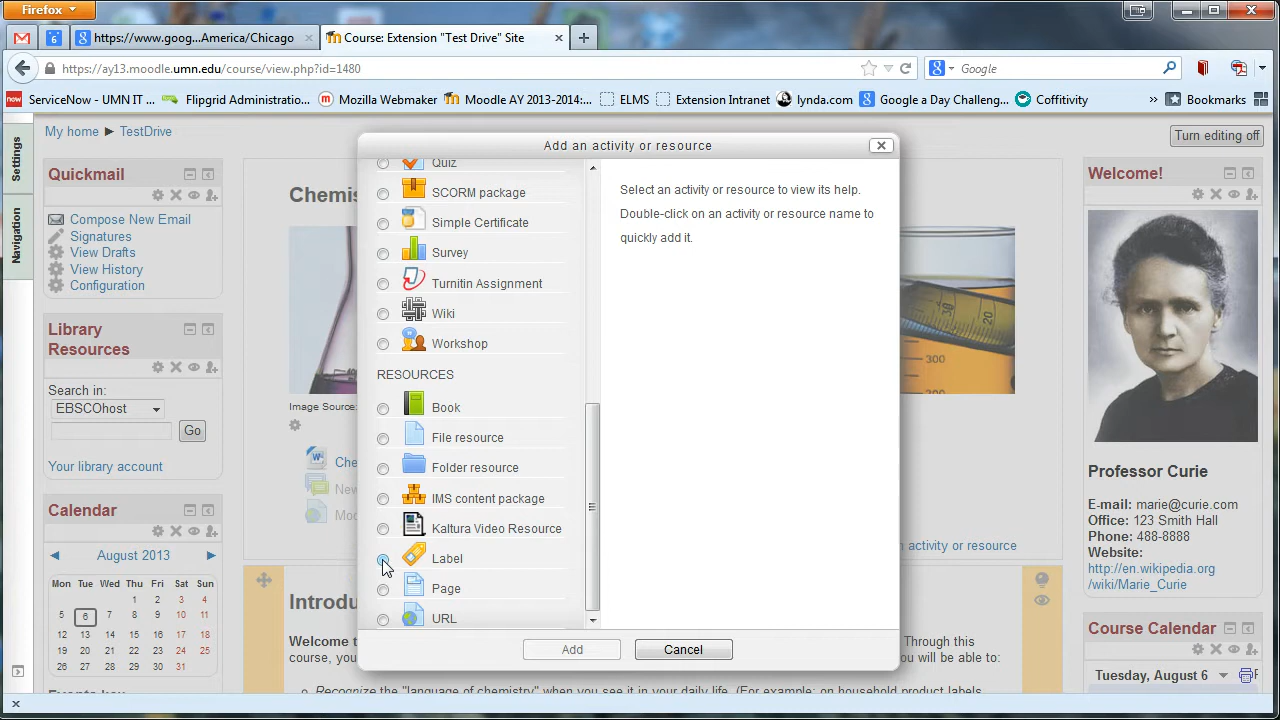 Firefox
https://www.goog...America/Chicago
Course: Extension "Test Drive" Site
https://ay13.moodle.umn.edu/course/view.php?id=1480
Google
ServiceNow - UMN IT ...
Flipgrid Administratio...
Mozilla Webmaker
Moodle AY 2013-2014:...
ELMS
Extension Intranet
lynda.com
Google a Day Challeng...
Coffitivity
»
Bookmarks
Settings
Navigation
My home ► TestDrive
Turn editing off
Quickmail
Compose New Email
Signatures
View Drafts
View History
Configuration
Library
Resources
Search in:
EBSCOhost
Go
Your library account
Calendar
August 2013
Mon Tue Wed Thu Fri Sat Sun
1 2 3 4
5 6 7 8 9 10 11
12 13 14 15 16 17 18
19 20 21 22 23 24 25
26 27 28 29 30 31
Events key
Chemis
Image Source:
Che
New
Moo
Introdu
Welcome t
course, you
Recognize the "language of chemistry" when you see it in your daily life. (For example: on household product labels
Add an activity or resource
Quiz
SCORM package
Simple Certificate
Survey
Turnitin Assignment
Wiki
Workshop
RESOURCES
Book
File resource
Folder resource
IMS content package
Kaltura Video Resource
Label
Page
URL
Select an activity or resource to view its help.
Double-click on an activity or resource name to
quickly add it.
Add
Cancel
300
an activity or resource
Through this
you will be able to:
Welcome!
Professor Curie
E-mail: marie@curie.com
Office: 123 Smith Hall
Phone: 488-8888
Website:
http://en.wikipedia.org
/wiki/Marie_Curie
Course Calendar
Tuesday, August 6